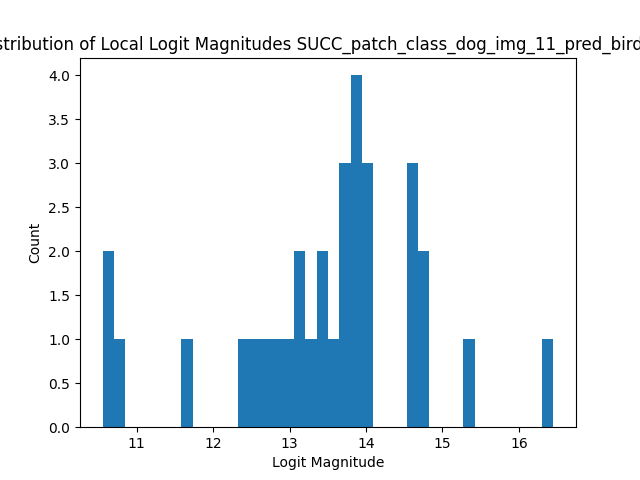 stribution of Local Logit Magnitudes SUCC_patch_class_dog_img_11_pred_bird
4.0
3.5
3.0
2.5
2.0
1.5
1.0
0.5
0.0
Count
11 12 13 14 15 16
Logit Magnitude